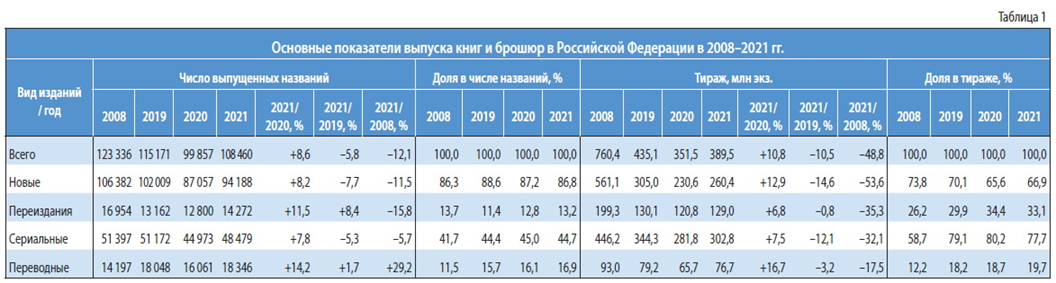 Таблица 1
Основные показатели выпуска книг и брошюр в Российской Федерации в 2008–2021 гг.
Вид изданий / год Число выпущенных названий Доля в числе названий, % Тираж, млн экз. Доля в тираже, %
2008 2019 2020 2021 2021/2020, % 2021/2019, % 2021/2008, % 2008 2019 2020 2021 2008 2019 2020 2021 2021/2020, % 2021/2019, % 2021/2008, % 2008 2019 2020 2021
Всего 123 336 115 171 99 857 108 460 +8,6 –5,8 –12,1 100,0 100,0 100,0 100,0 760,4 435,1 351,5 389,5 +10,8 –10,5 –48,8 100,0 100,0 100,0 100,0
Новые 106 382 102 009 87 057 94 188 +8,2 –7,7 –11,5 86,3 88,6 87,2 86,8 561,1 305,0 230,6 260,4 +12,9 –14,6 –53,6 73,8 70,1 65,6 66,9
Переиздания 16 954 13 162 12 800 14 272 +11,5 +8,4 –15,8 13,7 11,4 12,8 13,2 199,3 130,1 120,8 129,0 +6,8 –0,8 –35,3 26,2 29,9 34,4 33,1
Сериальные 51 397 51 172 44 973 48 479 +7,8 –5,3 –5,7 41,7 44,4 45,0 44,7 446,2 344,3 281,8 302,8 +7,5 –12,1 –32,1 58,7 79,1 80,2 77,7
Переводные 14 197 18 048 16 061 18 346 +14,2 +1,7 +29,2 11,5 15,7 16,1 16,9 93,0 79,2 65,7 76,7 +16,7 –3,2 –17,5 12,2 18,2 18,7 19,7